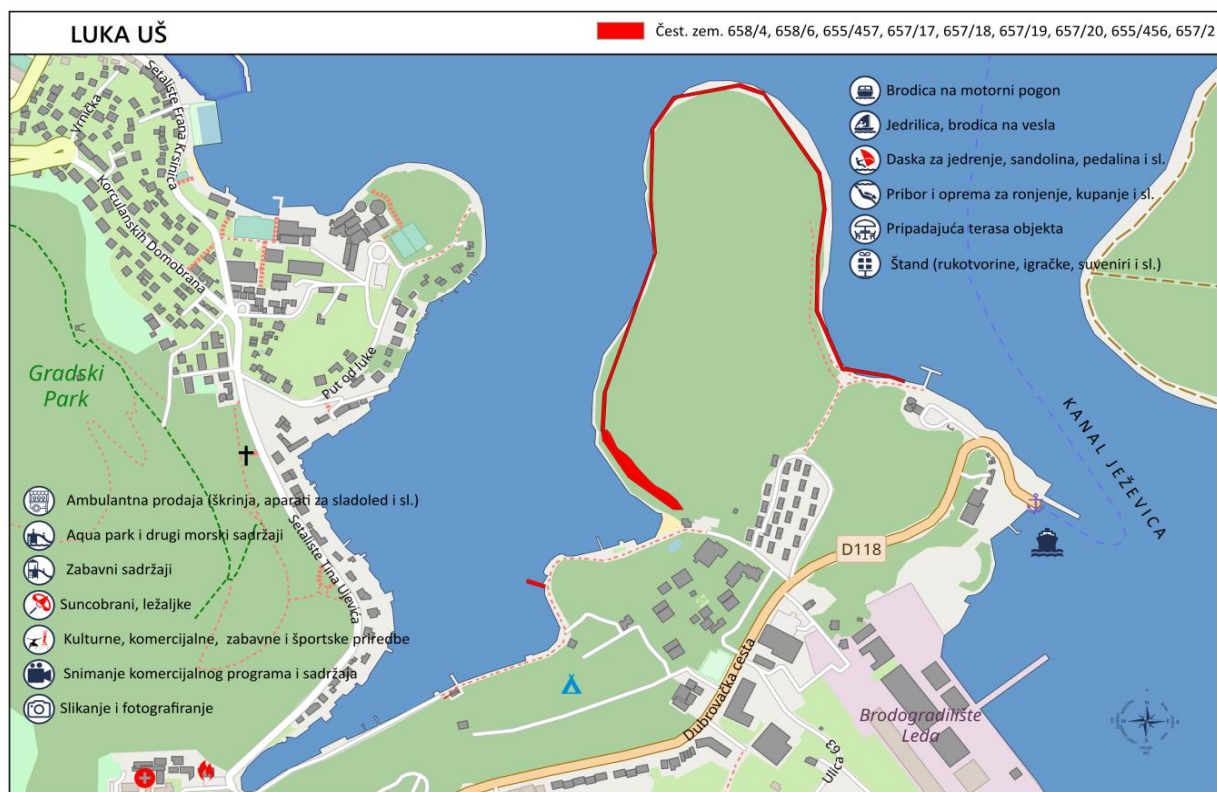 LUKA UŠ
Čest. zem. 658/4, 658/6, 655/457, 657/17, 657/18, 657/19, 657/20, 655/456, 657/2
Šetalište Frana Kršinića
Vrnička
Korculanskih Domobrana
Gradski
Park
Put od luke
Šetalište Tina Ujevića
Brodica na motorni pogon
Jedrilica, brodica na vesla
Daska za jedrenje, sandolina, pedalina i sl.
Pribor i oprema za ronjenje, kupanje i sl.
Pripadajuća terasa objekta
Štand (rukotvorine, igračke, suveniri i sl.)
KANAL JEŽEVICA
D118
Dubrovačka cesta
Ulica 63
Brodogradilište
Leda
Ambulantna prodaja (škrinja, aparati za sladoled i sl.)
Aqua park i drugi morski sadržaji
Zabavni sadržaji
Suncobrani, ležaljke
Kulturne, komercijalne, zabavne i športske priredbe
Snimanje komercijalnog programa i sadržaja
Slikanje i fotografiranje